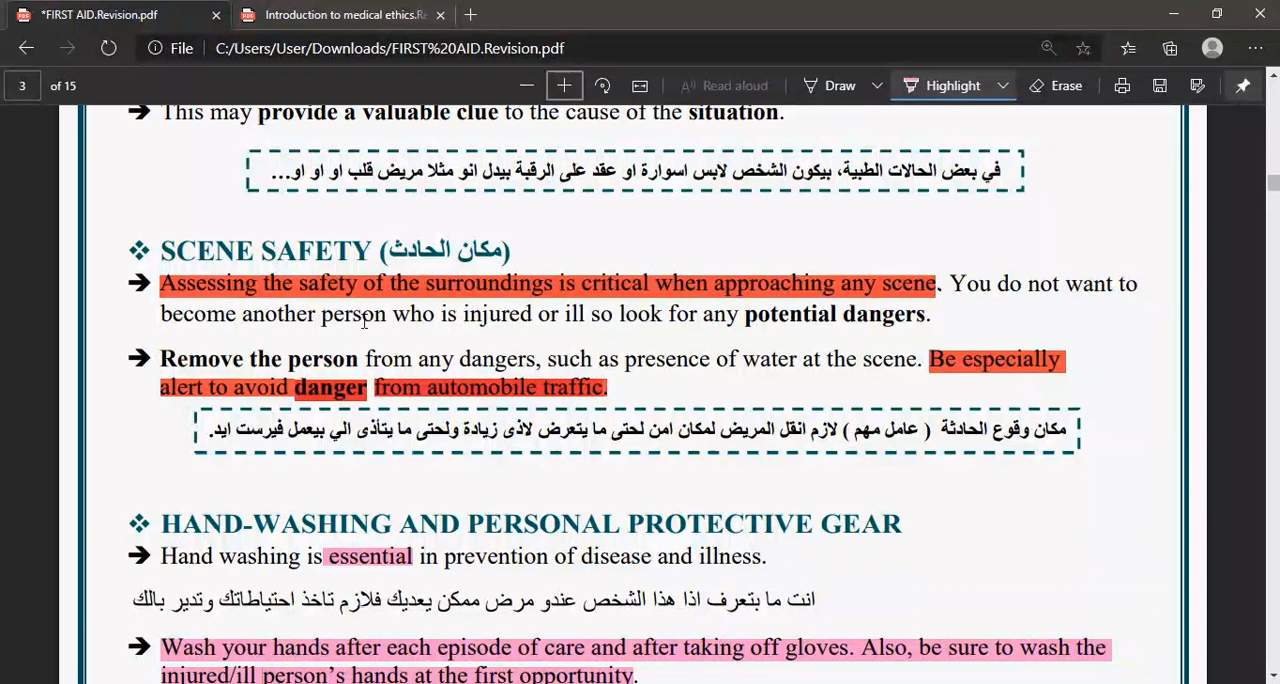 *FIRST AID.Revision.pdf
Introduction to medical ethics.Re
File
C:/Users/User/Downloads/FIRST%20AID.Revision.pdf
3 of 15
Read aloud
Draw
Highlight
Erase
This may provide a valuable clue to the cause of the situation.
في بعض الحالات الطبية، بيكون الشخص لابس اسوارة او عقد على الرقبة بيدل انو مثلا مريض قلب او او او...
❖ SCENE SAFETY (مكان الحادث)
➔ Assessing the safety of the surroundings is critical when approaching any scene. You do not want to
become another person who is injured or ill so look for any potential dangers.
➔ Remove the person from any dangers, such as presence of water at the scene. Be especially
alert to avoid danger from automobile traffic.
مكان وقوع الحادثة ( عامل مهم ) لازم انقل المريض لمكان امن لحتى ما يتعرض لاذى زيادة ولحتى ما يتأذى الي بيعمل فيرست ايد.
❖ HAND-WASHING AND PERSONAL PROTECTIVE GEAR
➔ Hand washing is essential in prevention of disease and illness.
انت ما بتعرف اذا هذا الشخص عندو مرض ممكن يعديك فلازم تاخذ احتياطاتك وتدير بالك
➔ Wash your hands after each episode of care and after taking off gloves. Also, be sure to wash the
injured/ill person's hands at the first opportunity.